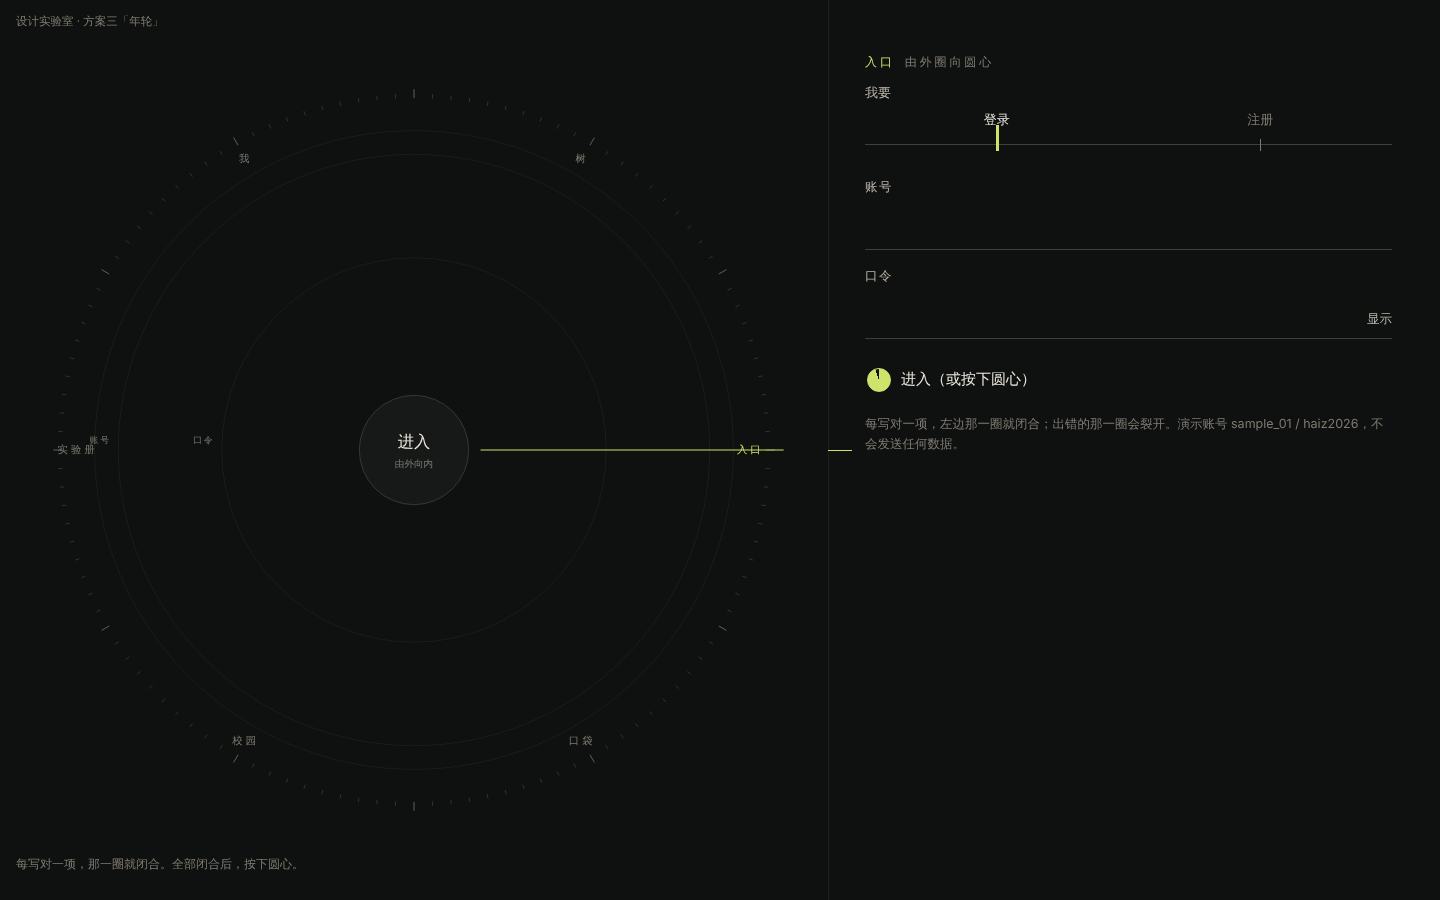 设计实验室 · 方案三「年轮」
我
树
账号
实验册
口令
进入
由外向内
入口
校园
口袋
每写对一项，那一圈就闭合。全部闭合后，按下圆心。
入口 由外圈向圆心
我要
登录
注册
账号
口令
显示
进入（或按下圆心）
每写对一项，左边那一圈就闭合；出错的那一圈会裂开。演示账号 sample_01 / haiz2026，不
会发送任何数据。